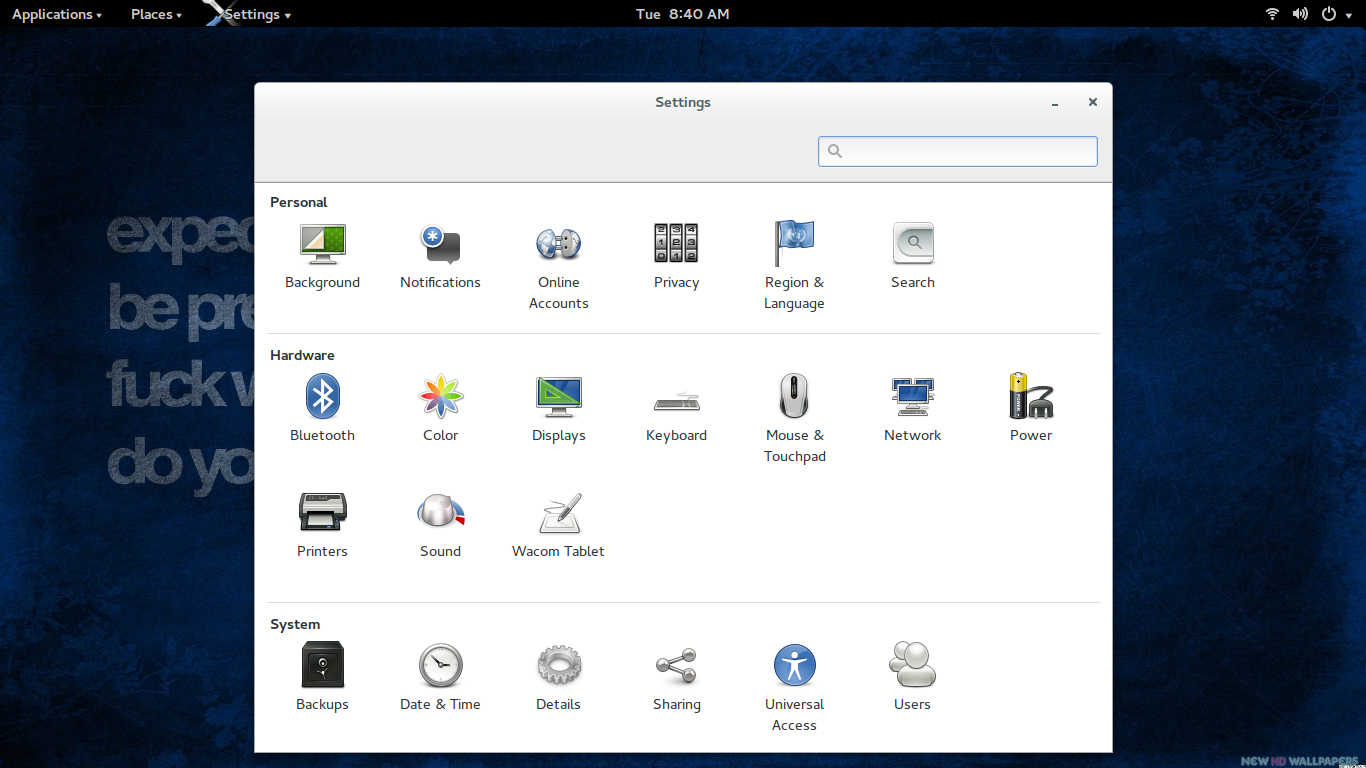 Applications Places Settings Tue 8:40 AM
Settings
Personal
Background Notifications Online Accounts Privacy Region & Language Search
Hardware
Bluetooth Color Displays Keyboard Mouse & Touchpad Network Power
Printers Sound Wacom Tablet
System
Backups Date & Time Details Sharing Universal Access Users
expec
be pre
fuck w
do yo
NEW HD WALLPAPERS